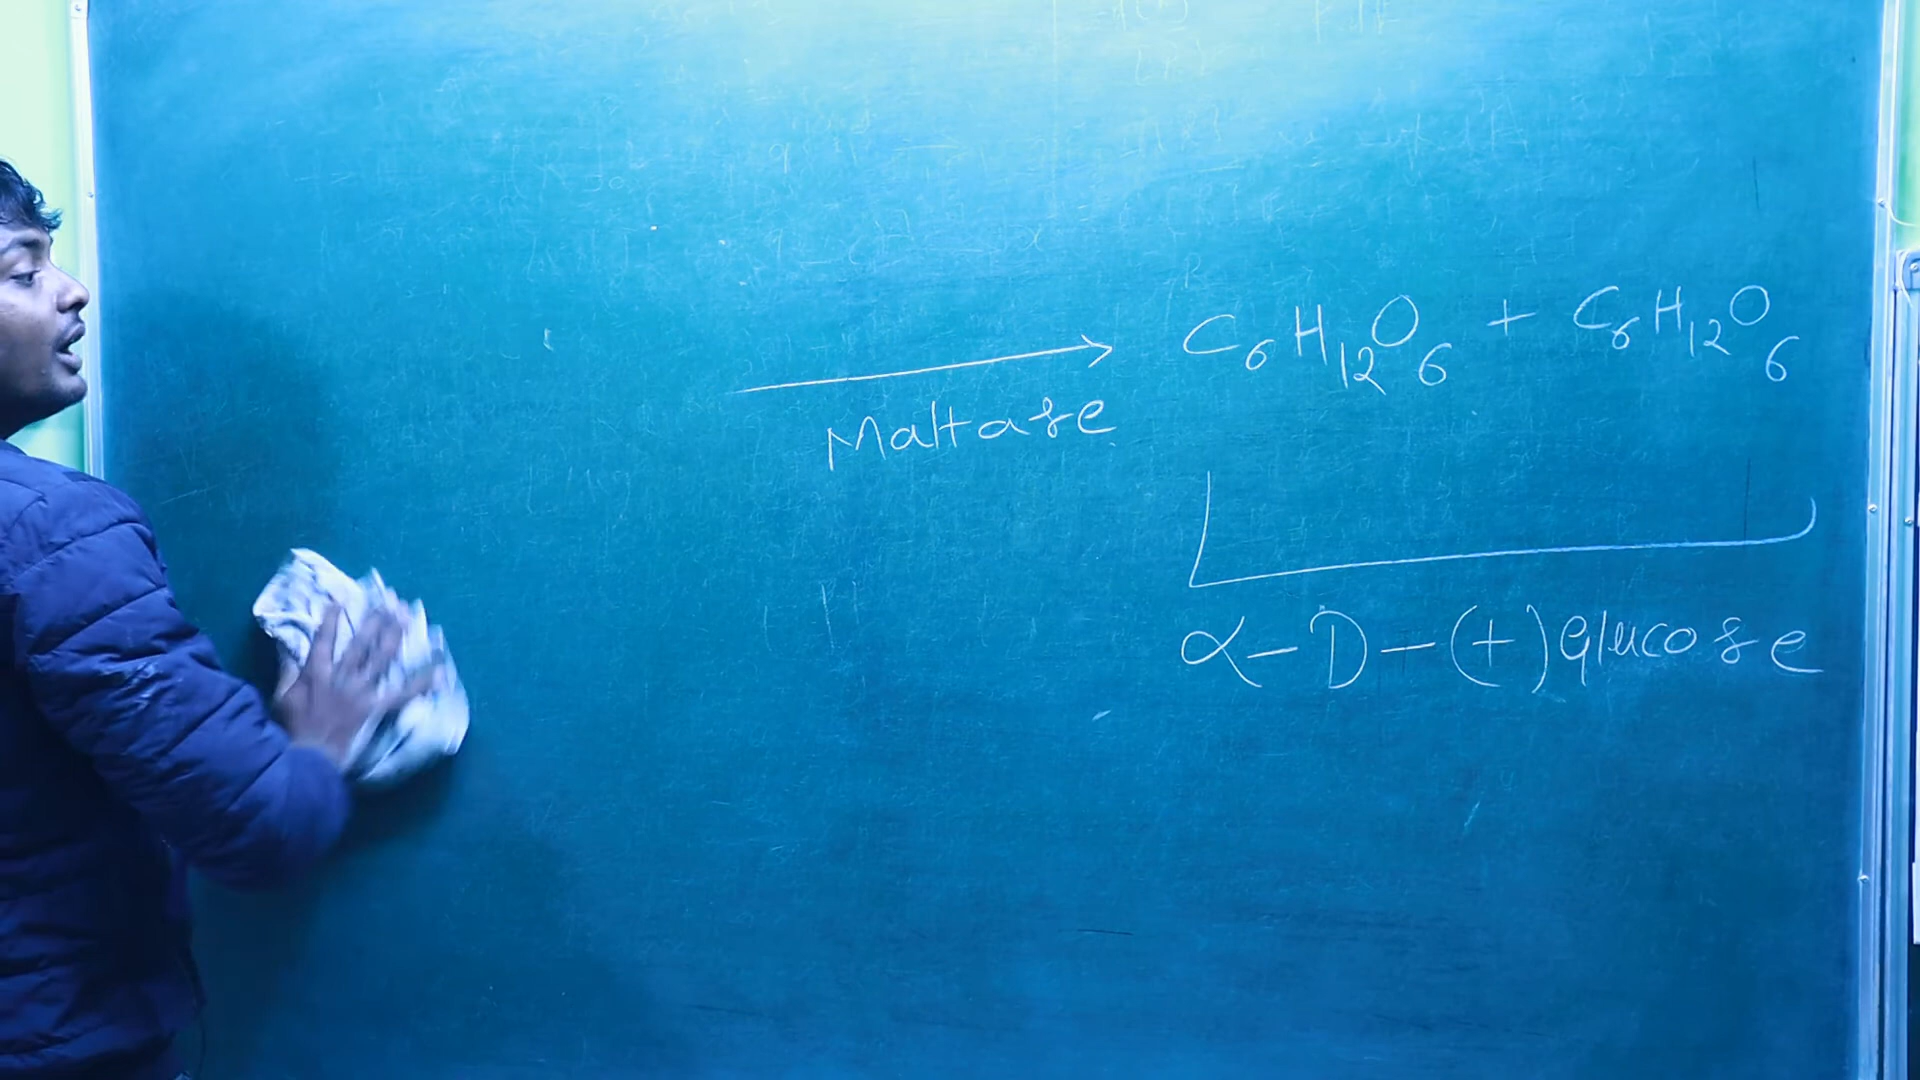 C₆H₁₂O₆ + C₆H₁₂O₆
Maltase
α-D-(+)glucose